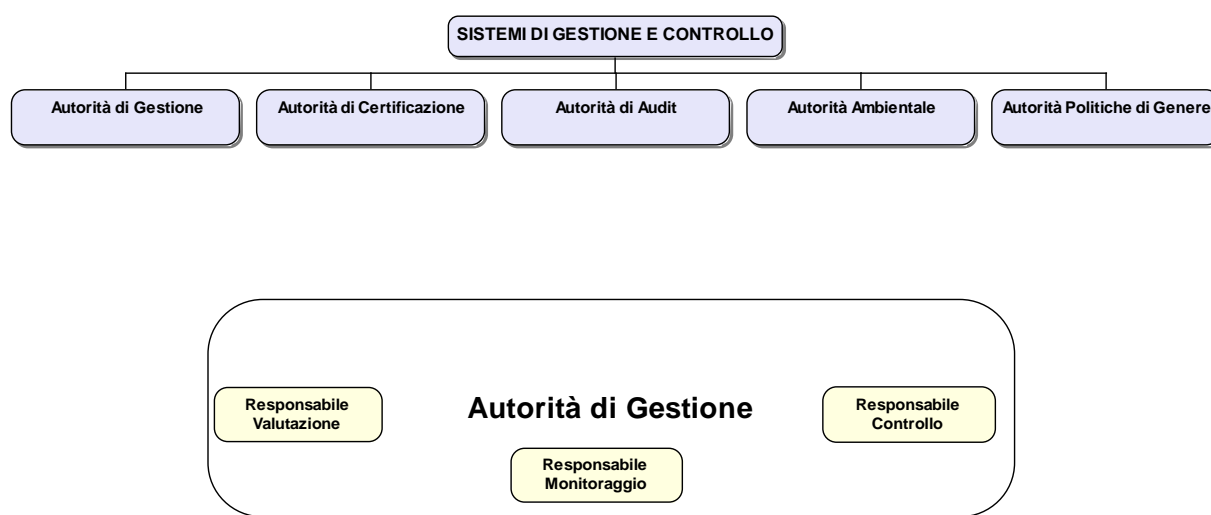 SISTEMI DI GESTIONE E CONTROLLO
Autorità di Gestione
Autorità di Certificazione
Autorità di Audit
Autorità Ambientale
Autorità Politiche di Genere
Responsabile
Valutazione
Autorità di Gestione
Responsabile
Controllo
Responsabile
Monitoraggio